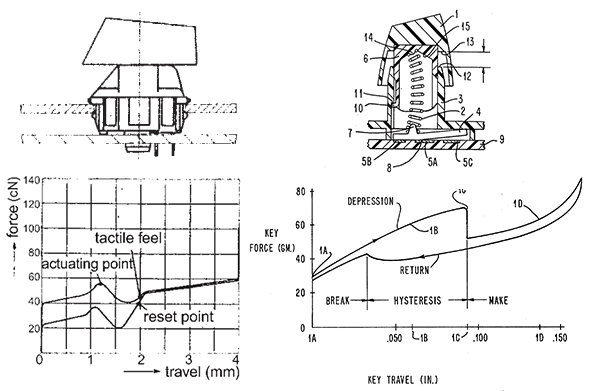 1
15
14
13
6
12
11
3
10
4
2
7
9
5B
8
5A
5C
force (cN)
140
120
100
80
60
40
20
tactile feel
actuating point
reset point
0
1
2
3
4
travel (mm)
80
60
40
20
0
KEY
FORCE (GM.)
DEPRESSION
1C
1A
1B
1D
RETURN
BREAK
HYSTERESIS
MAKE
1A
.050
1B
1C
.100
1D
.150
KEY TRAVEL (IN.)